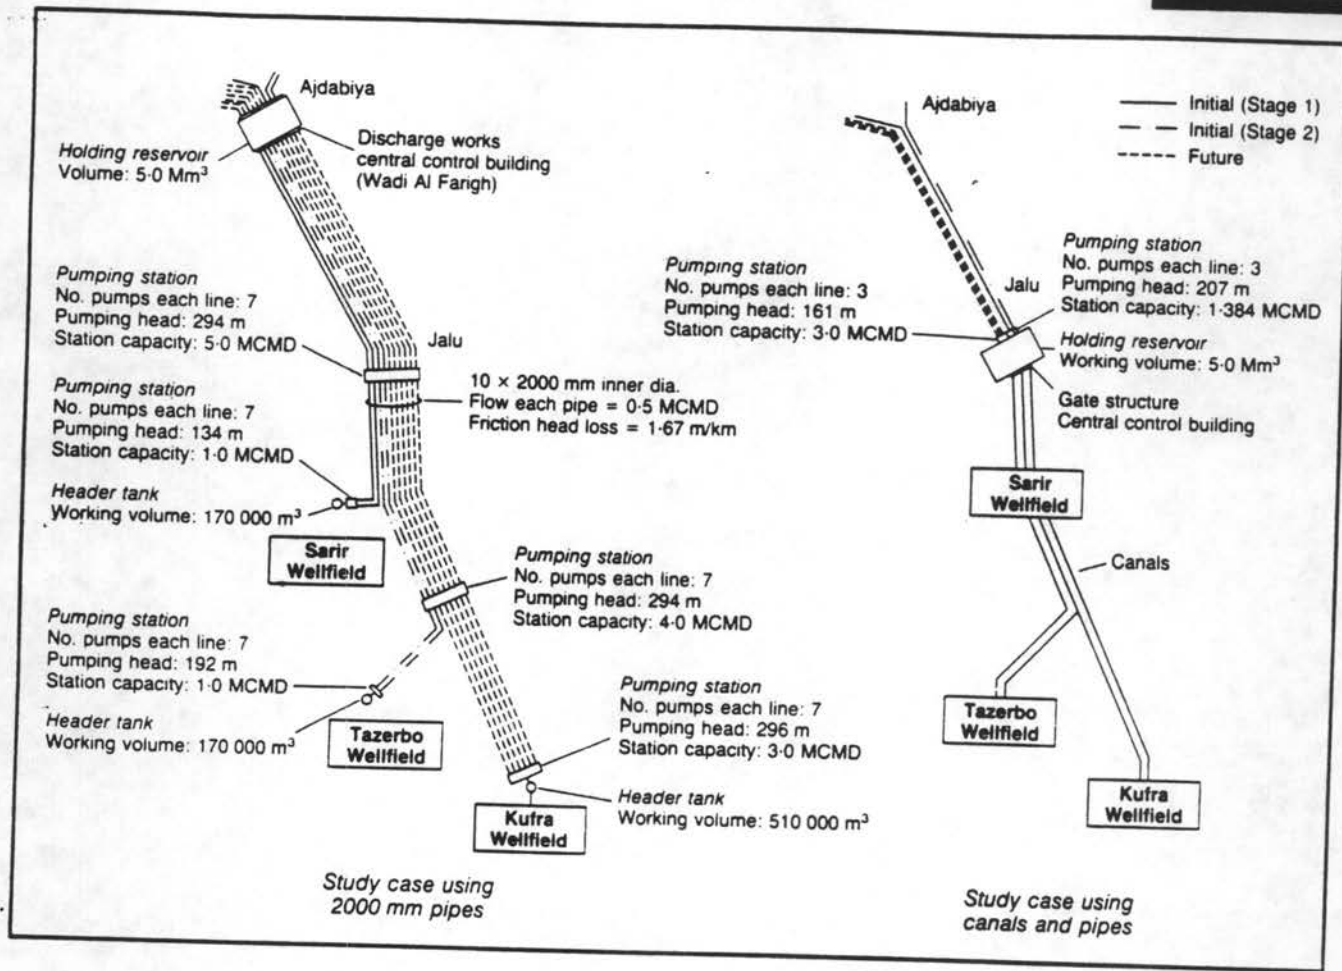 Ajdabiya
Holding reservoir
Volume: 5·0 Mm³
Discharge works
central control building
(Wadi Al Farigh)
Pumping station
No. pumps each line: 7
Pumping head: 294 m
Station capacity: 5·0 MCMD
Jalu
10 × 2000 mm inner dia.
Flow each pipe = 0·5 MCMD
Friction head loss = 1·67 m/km
Pumping station
No. pumps each line: 7
Pumping head: 134 m
Station capacity: 1·0 MCMD
Header tank
Working volume: 170 000 m³
Sarir
Wellfield
Pumping station
No. pumps each line: 7
Pumping head: 294 m
Station capacity: 4·0 MCMD
Pumping station
No. pumps each line: 7
Pumping head: 192 m
Station capacity: 1·0 MCMD
Header tank
Working volume: 170 000 m³
Tazerbo
Wellfield
Pumping station
No. pumps each line: 7
Pumping head: 296 m
Station capacity: 3·0 MCMD
Header tank
Working volume: 510 000 m³
Kufra
Wellfield
Study case using
2000 mm pipes
Ajdabiya
Initial (Stage 1)
Initial (Stage 2)
Future
Pumping station
No. pumps each line: 3
Pumping head: 161 m
Station capacity: 3·0 MCMD
Jalu
Pumping station
No. pumps each line: 3
Pumping head: 207 m
Station capacity: 1·384 MCMD
Holding reservoir
Working volume: 5·0 Mm³
Gate structure
Central control building
Sarir
Wellfield
Canals
Tazerbo
Wellfield
Kufra
Wellfield
Study case using
canals and pipes